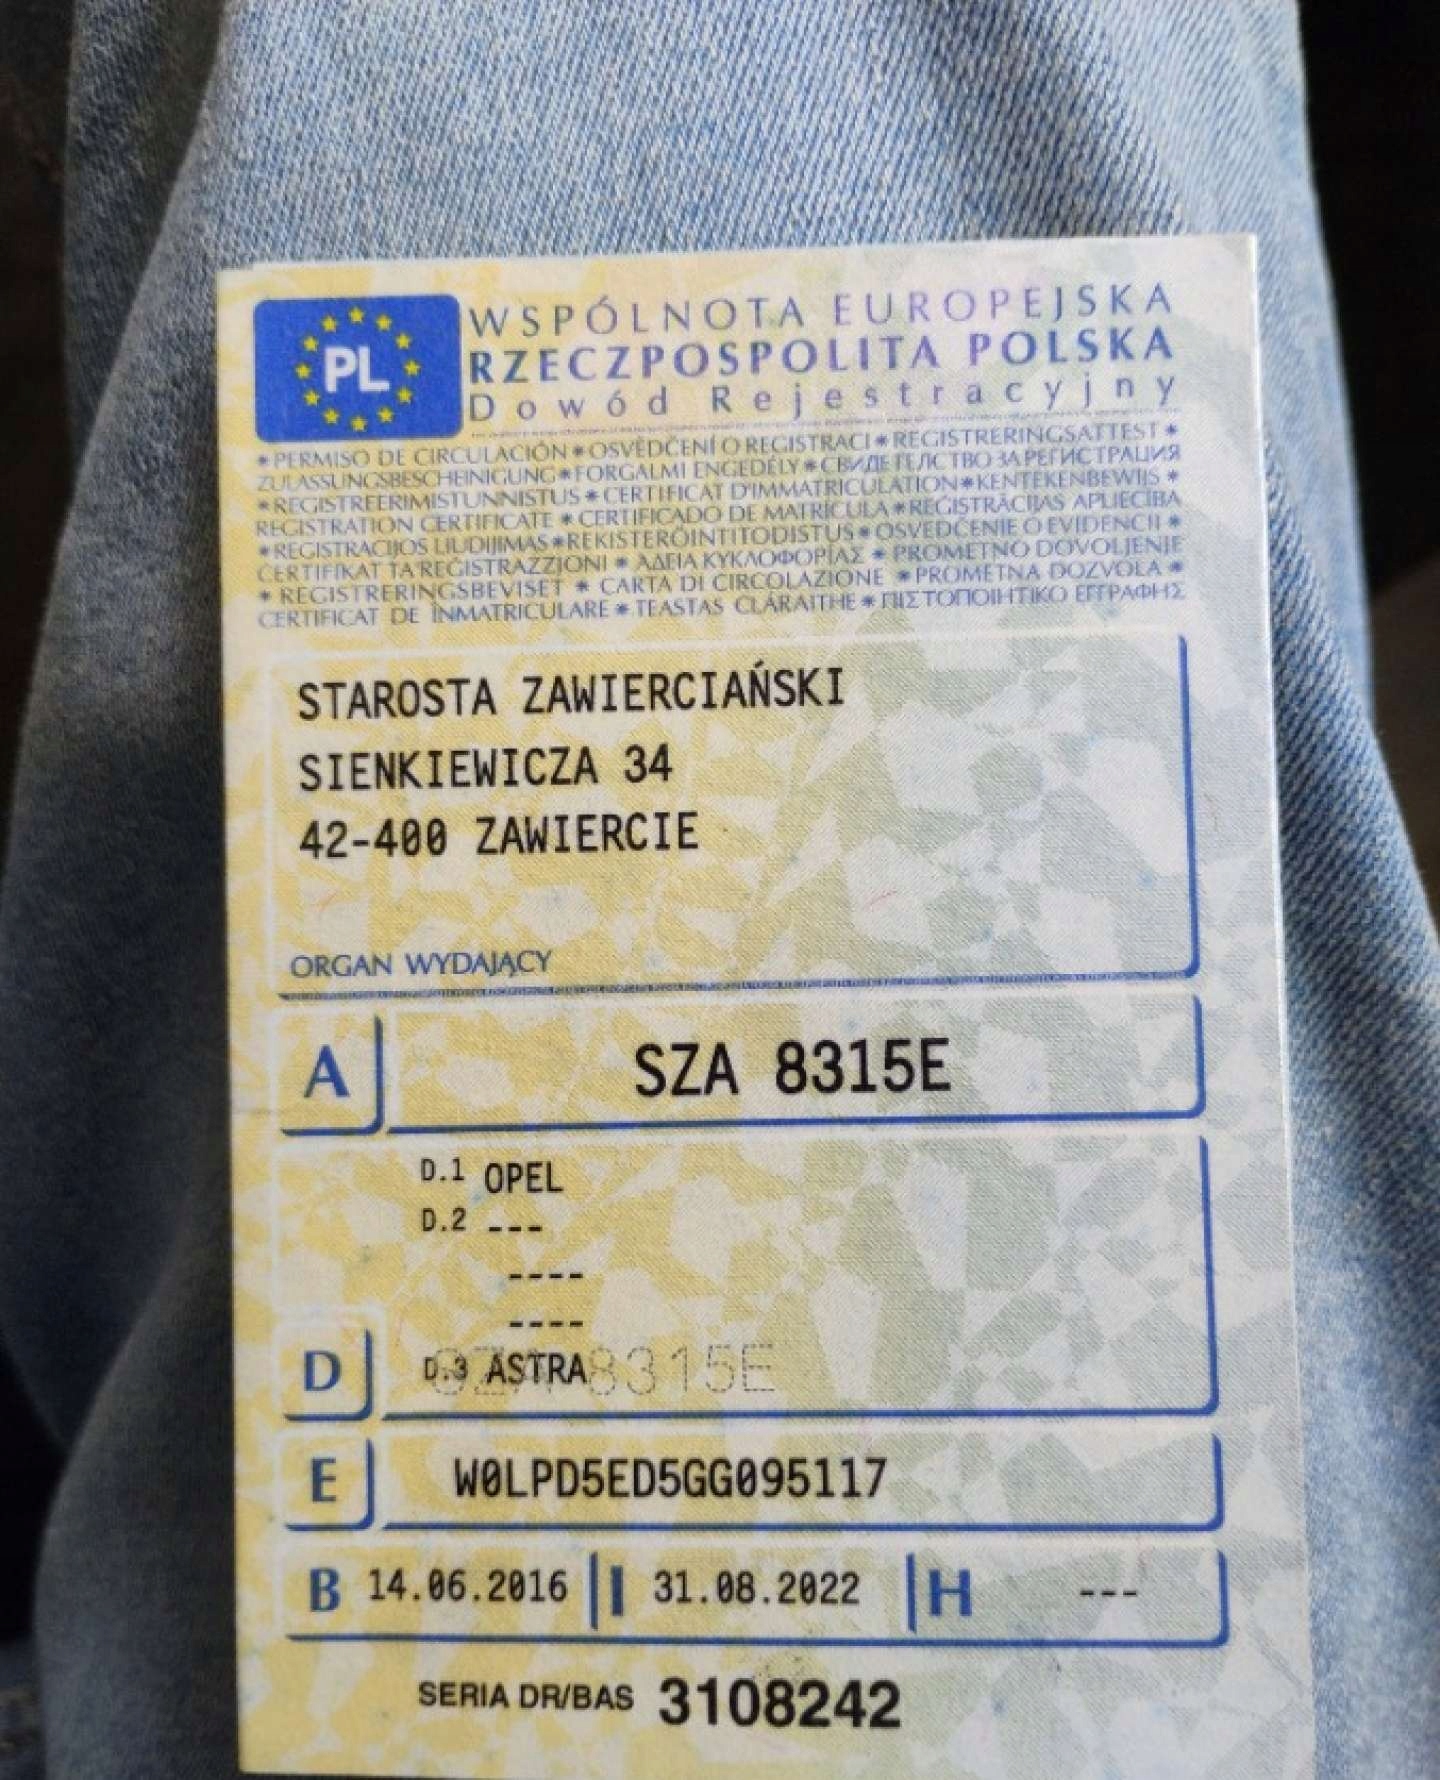 PL
WSPÓLNOTA EUROPEJSKA
RZECZPOSPOLITA POLSKA
Dowód Rejestracyjny
*PERMISO DE CIRCULACIÓN*OSVĚDČENÍ O REGISTRACI*REGISTRERINGSATTEST*
ZULASSUNGSBESCHEINIGUNG*FORGALMI ENGEDÉLY*СВИДЕТЕЛСТВО ЗА РЕГИСТРАЦИЯ
*REGISTREERIMISTUNNISTUS*CERTIFICAT D'IMMATRICULATION*KENTEKENBEWIJS*
REGISTRATION CERTIFICATE*CERTIFICADO DE MATRÍCULA*REĢISTRĀCIJAS APLIECĪBA
*REGISTRACIJOS LIUDIJIMAS*REKISTERÖINTITODISTUS*OSVEDČENIE O EVIDENCII*
CERTIFIKAT TA'REĠISTRAZZJONI*ΑΔΕΙΑ ΚΥΚΛΟΦΟΡΙΑΣ*PROMETNO DOVOLJENJE
*REGISTRERINGSBEVISET*CARTA DI CIRCOLAZIONE*PROMETNA DOZVOLA*
CERTIFICAT DE ÎNMATRICULARE*TEASTAS CLÁRAITHE*ΠΙΣΤΟΠΟΙΗΤΙΚΟ ΕΓΓΡΑΦΗΣ
STAROSTA ZAWIERCIAŃSKI
SIENKIEWICZA 34
42-400 ZAWIERCIE
ORGAN WYDAJĄCY
A SZA 8315E
D.1 OPEL
D.2 ---
----
----
D D.3 ASTRA
SZA 8315E
E W0LPD5ED5GG095117
B 14.06.2016 I 31.08.2022 H ---
SERIA DR/BAS 3108242